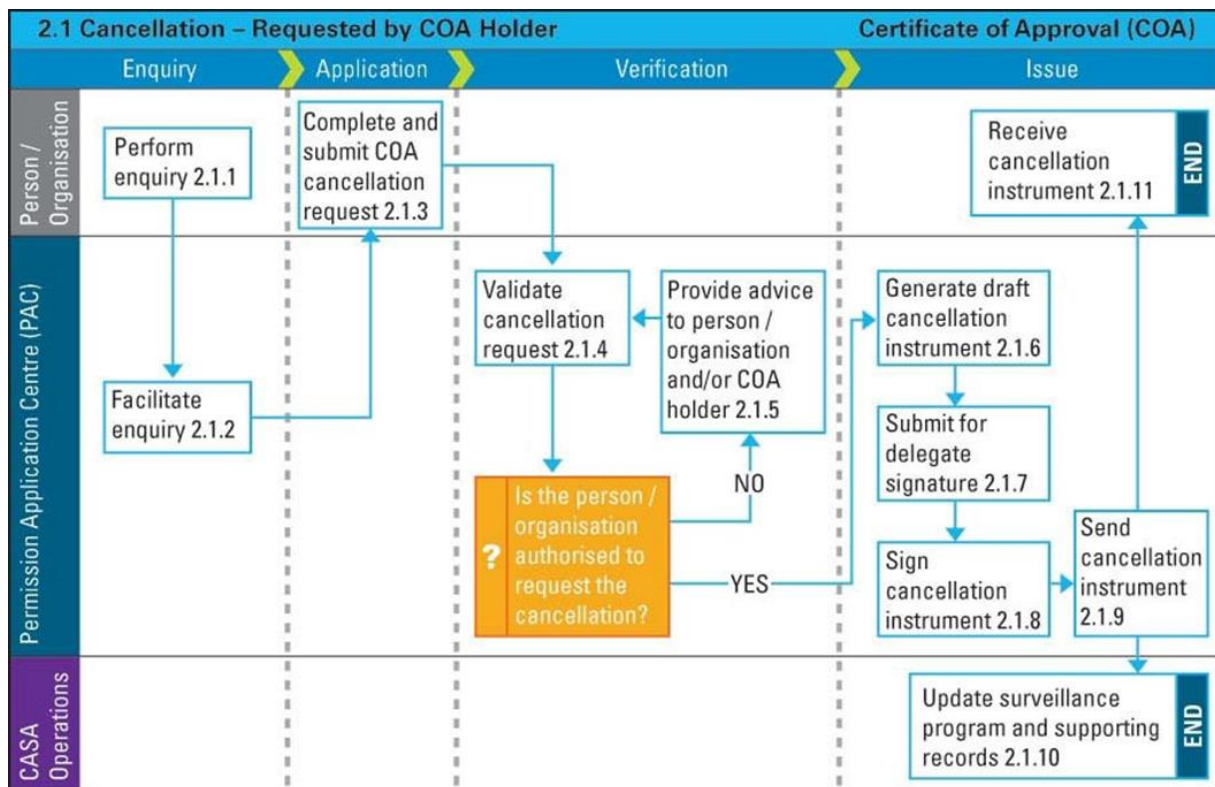 2.1 Cancellation – Requested by COA Holder
Certificate of Approval (COA)
Enquiry
Application
Verification
Issue
Person /
Organisation
Perform
enquiry 2.1.1
Complete and
submit COA
cancellation
request 2.1.3
Receive
cancellation
instrument 2.1.11
END
Permission Application Centre (PAC)
Facilitate
enquiry 2.1.2
Validate
cancellation
request 2.1.4
Provide advice
to person /
organisation
and/or COA
holder 2.1.5
?
Is the person /
organisation
authorised to
request the
cancellation?
NO
YES
Generate draft
cancellation
instrument 2.1.6
Submit for
delegate
signature 2.1.7
Sign
cancellation
instrument 2.1.8
Send
cancellation
instrument
2.1.9
CASA
Operations
Update surveillance
program and supporting
records 2.1.10
END